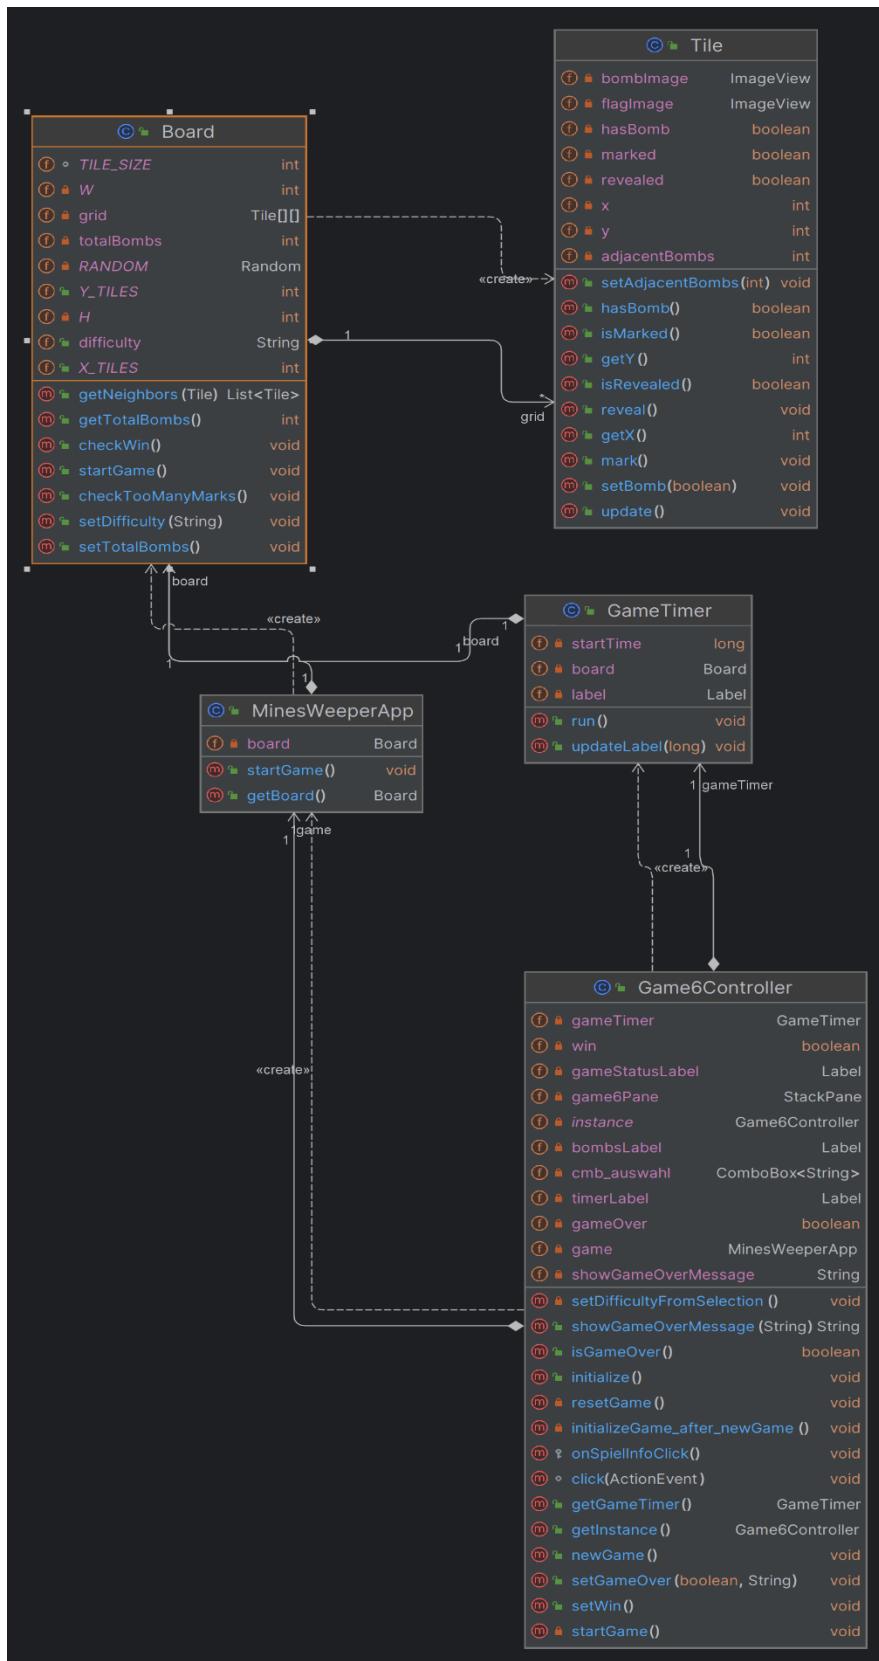 Tile
bombImage ImageView
flagImage ImageView
hasBomb boolean
marked boolean
revealed boolean
x int
y int
adjacentBombs int
setAdjacentBombs(int) void
hasBomb() boolean
isMarked() boolean
getY() int
isRevealed() boolean
reveal() void
getX() int
mark() void
setBomb(boolean) void
update() void
Board
TILE_SIZE int
W int
grid Tile[][]
totalBombs int
RANDOM Random
Y_TILES int
H int
difficulty String
X_TILES int
getNeighbors(Tile) List<Tile>
getTotalBombs() int
checkWin() void
startGame() void
checkTooManyMarks() void
setDifficulty(String) void
setTotalBombs() void
«create»
1
*
grid
board
«create»
1
1
board
1
1
GameTimer
startTime long
board Board
label Label
run() void
updateLabel(long) void
MinesWeeperApp
board Board
startGame() void
getBoard() Board
1 gameTimer
1
«create»
1game
1
«create»
Game6Controller
gameTimer GameTimer
win boolean
gameStatusLabel Label
game6Pane StackPane
instance Game6Controller
bombsLabel Label
cmb_auswahl ComboBox<String>
timerLabel Label
gameOver boolean
game MinesWeeperApp
showGameOverMessage String
setDifficultyFromSelection() void
showGameOverMessage(String) String
isGameOver() boolean
initialize() void
resetGame() void
initializeGame_after_newGame() void
onSpielInfoClick() void
click(ActionEvent) void
getGameTimer() GameTimer
getInstance() Game6Controller
newGame() void
setGameOver(boolean, String) void
setWin() void
startGame() void